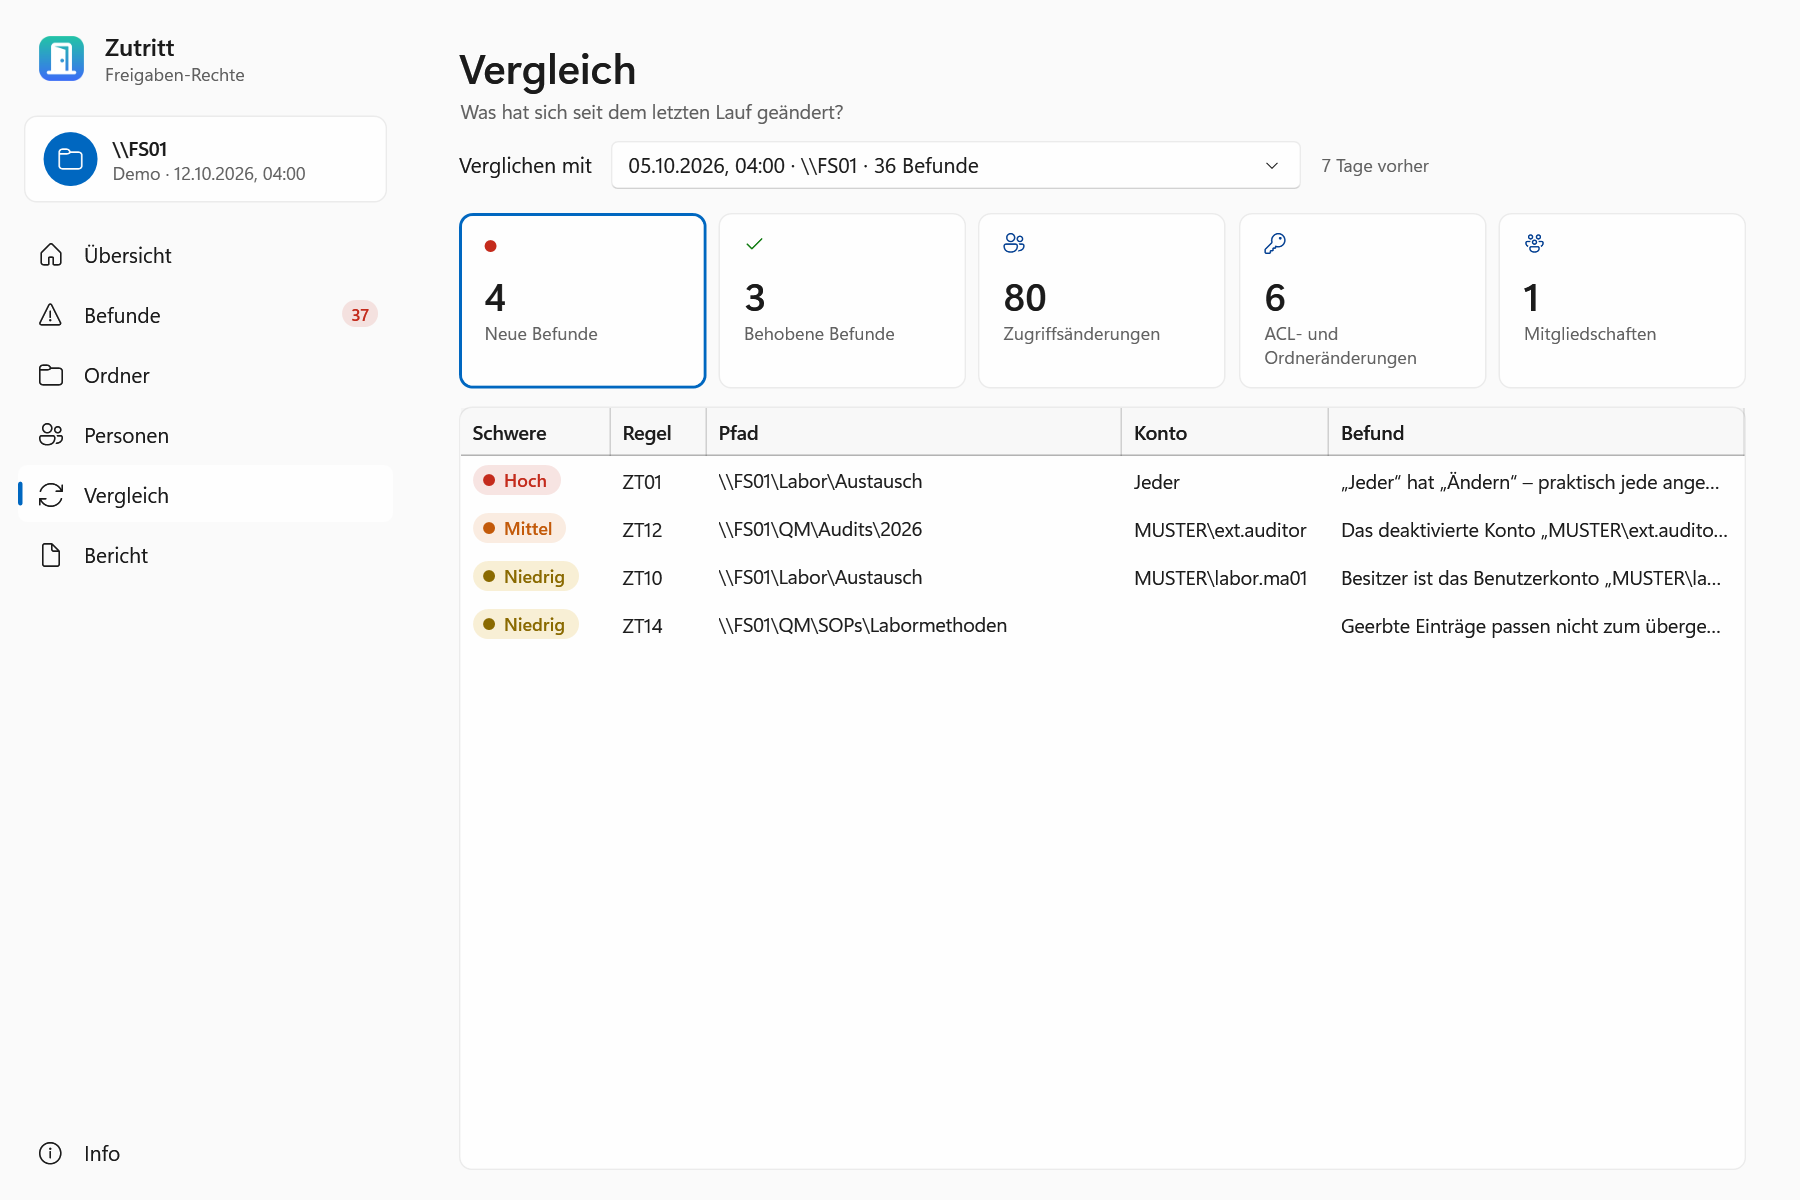 Zutritt
Freigaben-Rechte
\\FS01
Demo · 12.10.2026, 04:00
Übersicht
Befunde
37
Ordner
Personen
Vergleich
Bericht
Info
Vergleich
Was hat sich seit dem letzten Lauf geändert?
Verglichen mit
05.10.2026, 04:00 · \\FS01 · 36 Befunde
7 Tage vorher
4
Neue Befunde
3
Behobene Befunde
80
Zugriffsänderungen
6
ACL- und
Ordneränderungen
1
Mitgliedschaften
Schwere Regel Pfad Konto Befund
Hoch ZT01 \\FS01\Labor\Austausch Jeder „Jeder“ hat „Ändern“ – praktisch jede ange…
Mittel ZT12 \\FS01\QM\Audits\2026 MUSTER\ext.auditor Das deaktivierte Konto „MUSTER\ext.audito…
Niedrig ZT10 \\FS01\Labor\Austausch MUSTER\labor.ma01 Besitzer ist das Benutzerkonto „MUSTER\la…
Niedrig ZT14 \\FS01\QM\SOPs\Labormethoden Geerbte Einträge passen nicht zum überge…